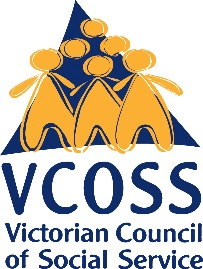 VCOSS
Victorian Council
of Social Service